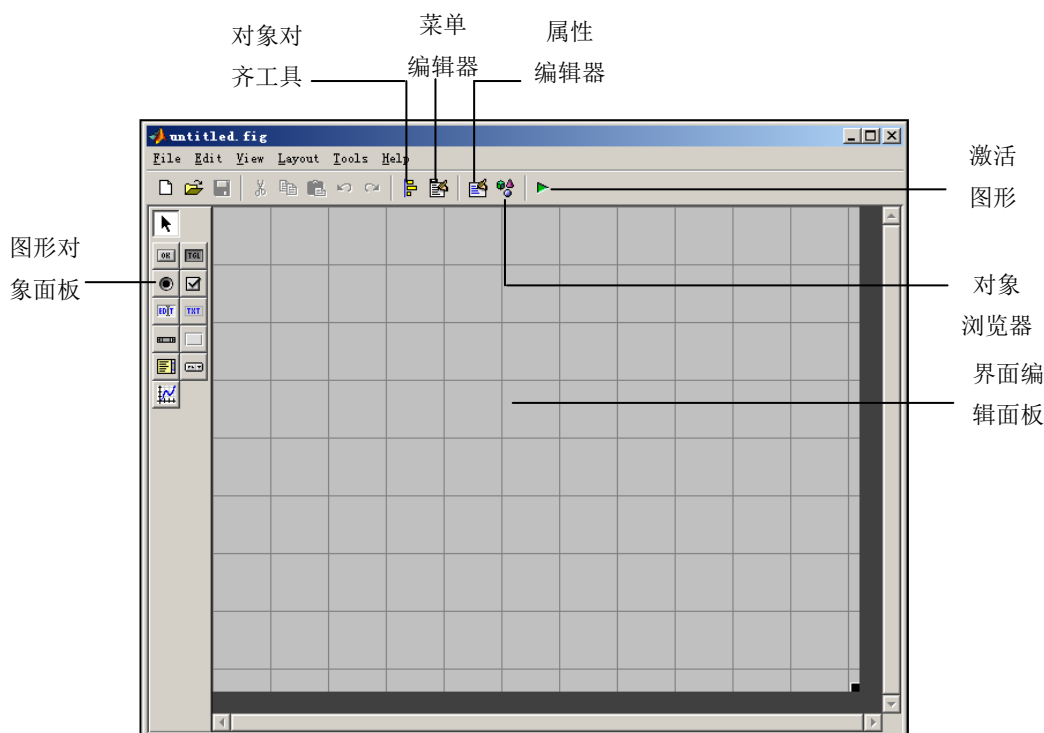 对象对
齐工具
菜单
编辑器
属性
编辑器
untitled.fig
File Edit View Layout Tools Help
激活
图形
图形对
象面板
OK TGL
EDIT TXT
对象
浏览器
界面编
辑面板